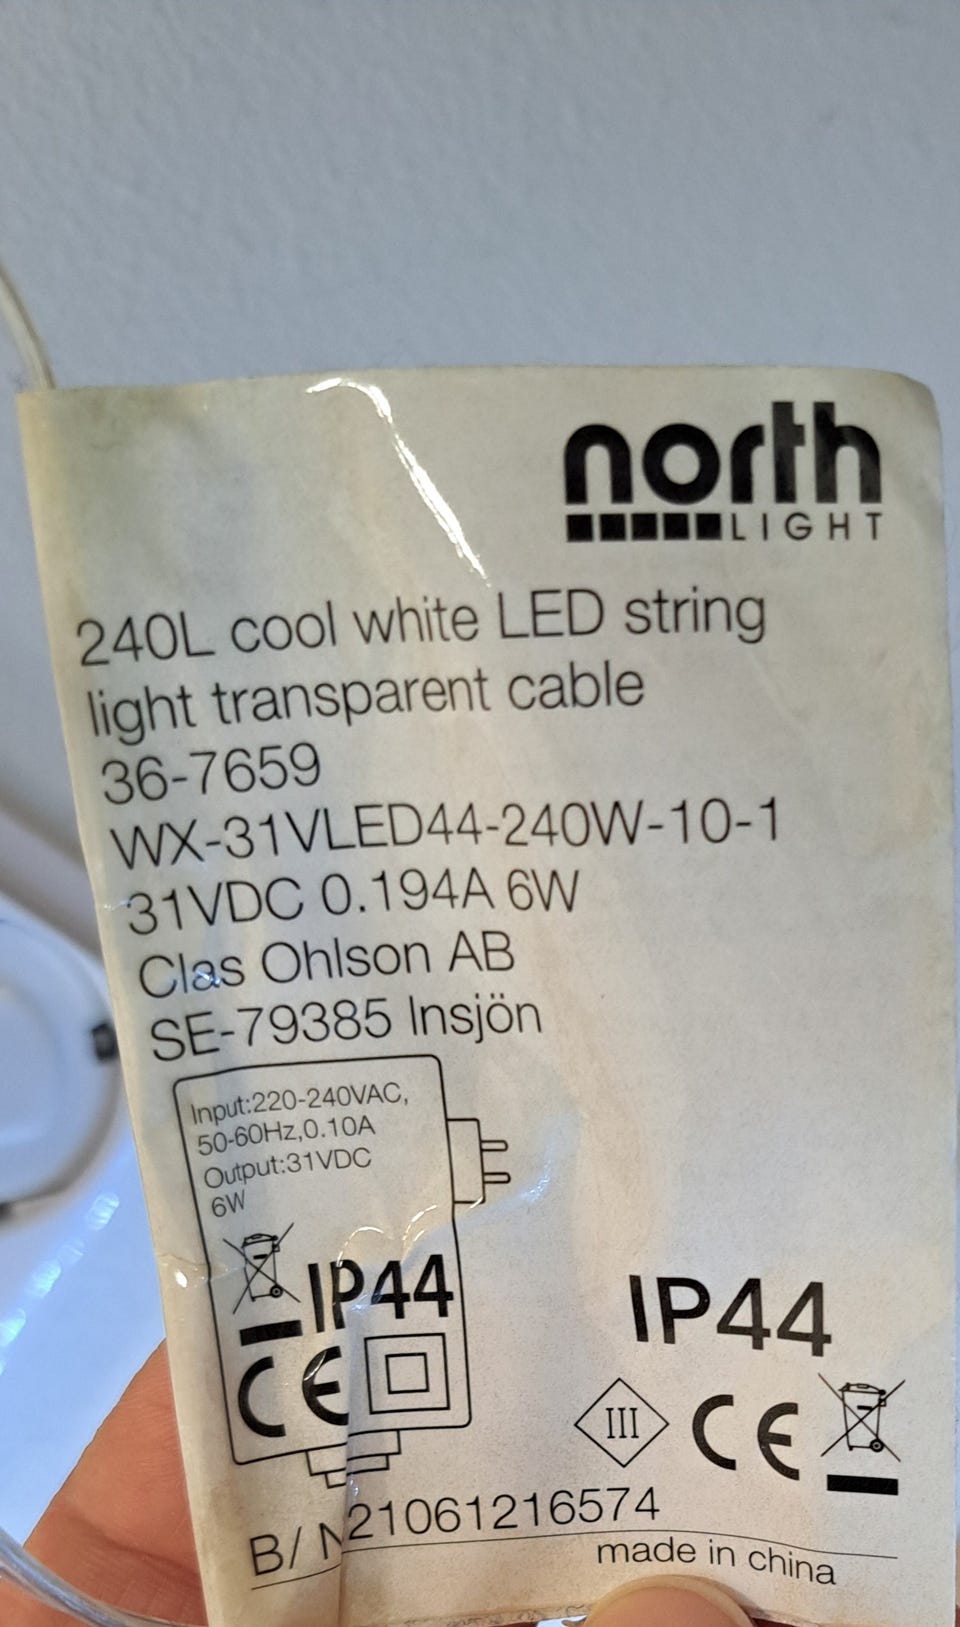 north
LIGHT
240L cool white LED string
light transparent cable
36-7659
WX-31VLED44-240W-10-1
31VDC 0.194A 6W
Clas Ohlson AB
SE-79385 Insjön
Input:220-240VAC,
50-60Hz,0.10A
Output:31VDC
6W
IP44
CE
IP44
III CE
B/N 21061216574
made in china